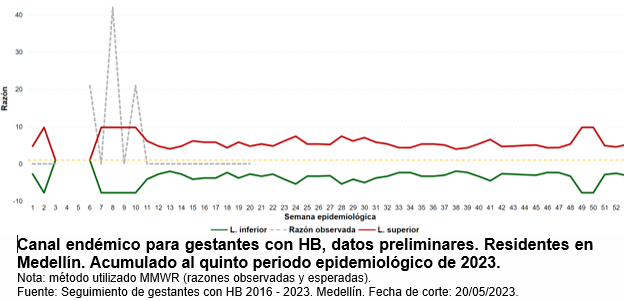 40
30
20
10
0
-10
Razón
1 2 3 4 5 6 7 8 9 10 11 12 13 14 15 16 17 18 19 20 21 22 23 24 25 26 27 28 29 30 31 32 33 34 35 36 37 38 39 40 41 42 43 44 45 46 47 48 49 50 51 52
Semana epidemiológica
L. inferior Razón observada L. superior
Canal endémico para gestantes con HB, datos preliminares. Residentes en
Medellín. Acumulado al quinto periodo epidemiológico de 2023.
Nota: método utilizado MMWR (razones observadas y esperadas).
Fuente: Seguimiento de gestantes con HB 2016 - 2023. Medellín. Fecha de corte: 20/05/2023.